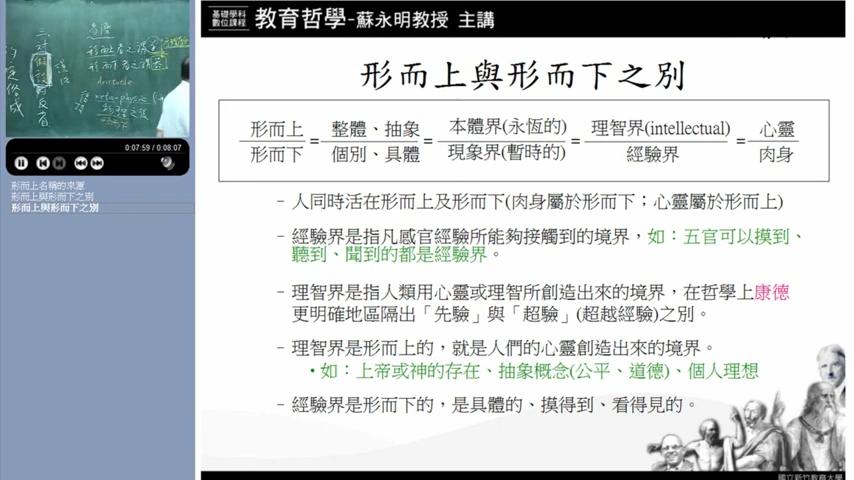 基礎學科
數位課程
教育哲學-蘇永明教授 主講
0:07:59 / 0:08:07
形而上名稱的來源
形而上與形而下之別
形而上與形而下之別
形而上與形而下之別
形而上 = 整體、抽象 = 本體界(永恆的) = 理智界(intellectual) = 心靈
形而下 個別、具體 現象界(暫時的) 經驗界 肉身
- 人同時活在形而上及形而下(肉身屬於形而下；心靈屬於形而上)
- 經驗界是指凡感官經驗所能夠接觸到的境界，如：五官可以摸到、
聽到、聞到的都是經驗界。
- 理智界是指人類用心靈或理智所創造出來的境界，在哲學上康德
更明確地區隔出「先驗」與「超驗」(超越經驗)之別。
- 理智界是形而上的，就是人們的心靈創造出來的境界。
•如：上帝或神的存在、抽象概念(公平、道德)、個人理想
- 經驗界是形而下的，是具體的、摸得到、看得見的。
國立新竹教育大學